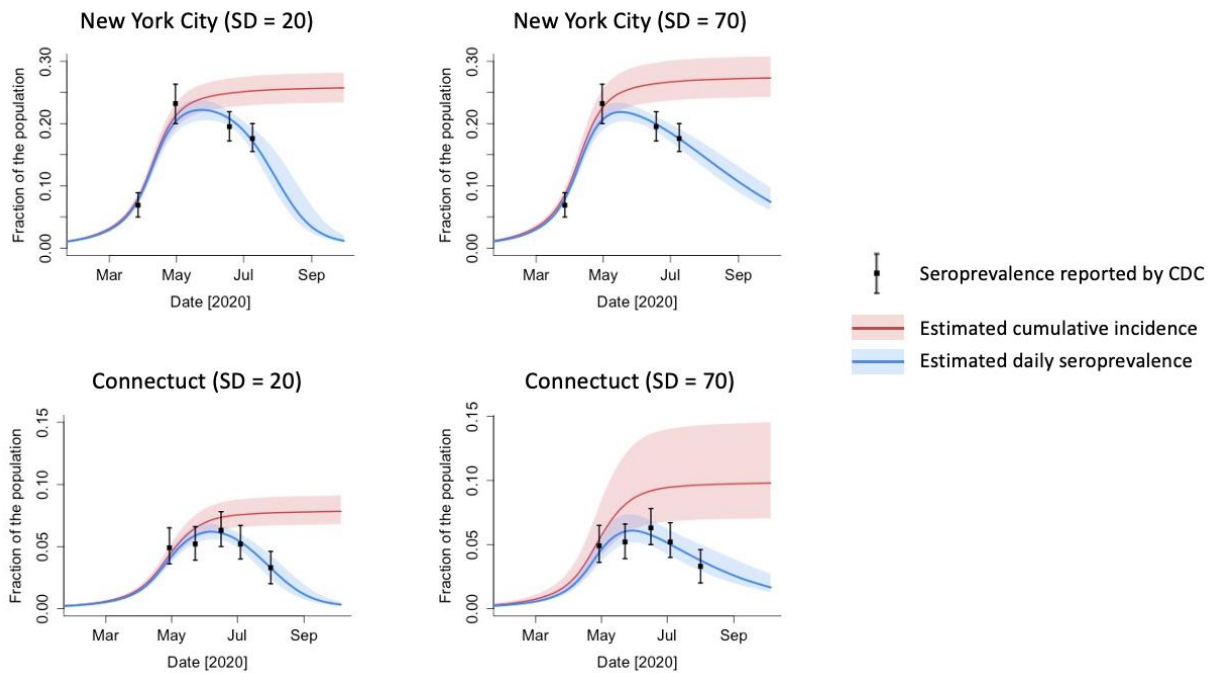 New York City (SD = 20)
0.30
0.20
0.10
0.00
Fraction of the population
Mar May Jul Sep
Date [2020]
New York City (SD = 70)
0.30
0.20
0.10
0.00
Fraction of the population
Mar May Jul Sep
Date [2020]
Seroprevalence reported by CDC
Estimated cumulative incidence
Estimated daily seroprevalence
Connectuct (SD = 20)
0.15
0.10
0.05
0.00
Fraction of the population
Mar May Jul Sep
Date [2020]
Connectuct (SD = 70)
0.15
0.10
0.05
0.00
Fraction of the population
Mar May Jul Sep
Date [2020]